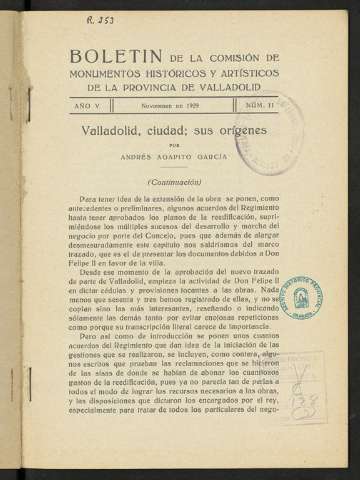 R. 353
BOLETIN DE LA COMISIÓN DE
MONUMENTOS HISTÓRICOS Y ARTÍSTICOS
DE LA PROVINCIA DE VALLADOLID
AÑO V NOVIEMBRE DE 1929 NÚM. 11
Valladolid, ciudad; sus orígenes
POR
ANDRÉS AGAPITO GARCÍA
(Continuación)
Para tener idea de la extensión de la obra se ponen, como
antecedentes o preliminares, algunos acuerdos del Regimiento
hasta tener aprobados los planos de la reedificación, supri-
miéndose los múltiples sucesos del desarrollo y marcha del
negocio por parte del Concejo, pues que además de alargar
desmesuradamente este capítulo nos saldríamos del marco
trazado, que es el de presentar los documentos debidos a Don
Felipe II en favor de la villa.
Desde ese momento de la aprobación del nuevo trazado
de parte de Valladolid, empieza la actividad de Don Felipe II
en dictar cédulas y provisiones tocantes a las obras. Nada
menos que sesenta y tres hemos registrado de ellas, y no se
copian sino las más interesantes, reseñando o indicando
sólamente las demás tanto por evitar enojosas repeticiones
como porque su transcripción literal carece de importancia.
Pero así como de introducción se ponen unos cuantos
acuerdos del Regimiento que dan idea de la iniciación de las
gestiones que se realizaron, se incluyen, como contera, algu-
nos escritos que prueban las reclamaciones que se hicieron
de las sisas donde se habían de abonar los cuantiosos
gastos de la reedificación, pues ya no parecía tan de perlas a
todos el modo de lograr los recursos necesarios a las obras,
y las disposiciones que dictaron los encargados por el rey,
especialmente para tratar de todos los particulares del nego-